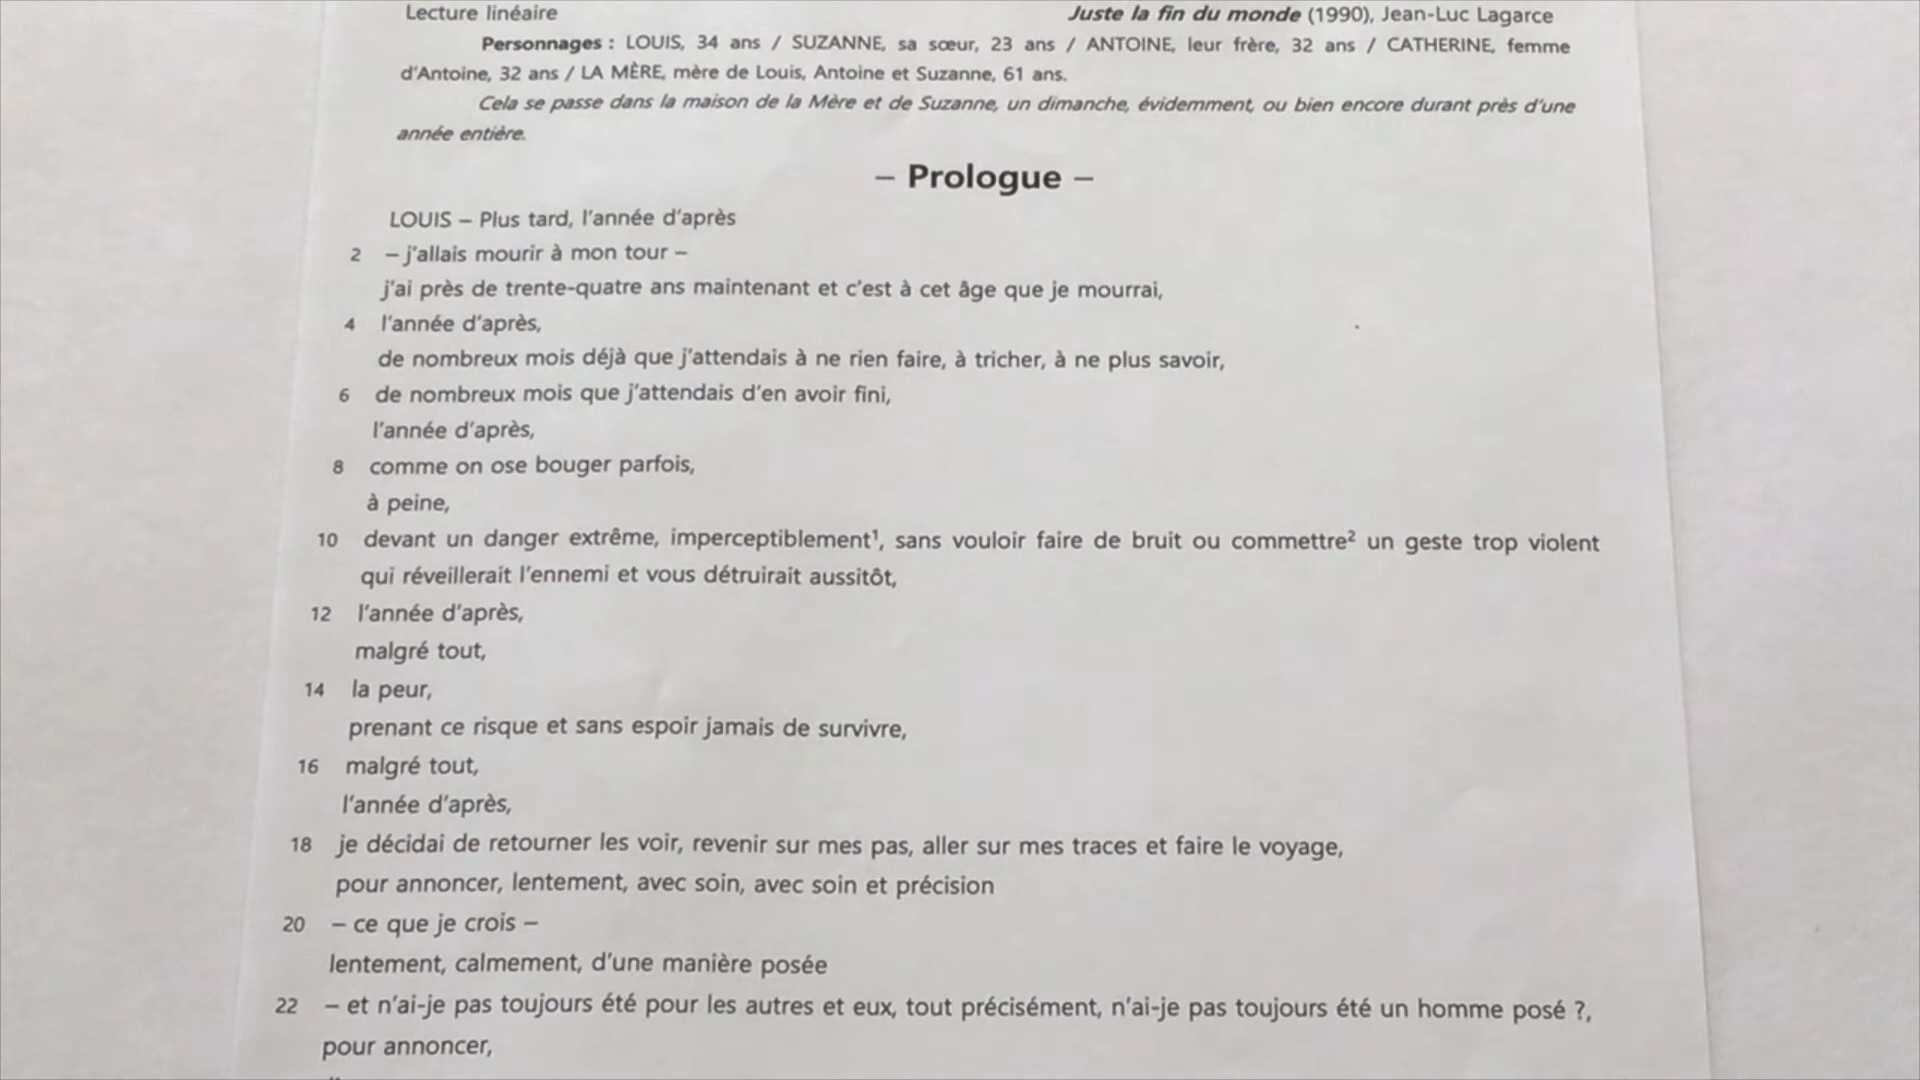 Lecture linéaire Juste la fin du monde (1990), Jean-Luc Lagarce
Personnages : LOUIS, 34 ans / SUZANNE, sa sœur, 23 ans / ANTOINE, leur frère, 32 ans / CATHERINE, femme
d'Antoine, 32 ans / LA MÈRE, mère de Louis, Antoine et Suzanne, 61 ans.
Cela se passe dans la maison de la Mère et de Suzanne, un dimanche, évidemment, ou bien encore durant près d'une
année entière.
– Prologue –
LOUIS – Plus tard, l'année d'après
2 – j'allais mourir à mon tour –
j'ai près de trente-quatre ans maintenant et c'est à cet âge que je mourrai,
4 l'année d'après,
de nombreux mois déjà que j'attendais à ne rien faire, à tricher, à ne plus savoir,
6 de nombreux mois que j'attendais d'en avoir fini,
l'année d'après,
8 comme on ose bouger parfois,
à peine,
10 devant un danger extrême, imperceptiblement¹, sans vouloir faire de bruit ou commettre² un geste trop violent
qui réveillerait l'ennemi et vous détruirait aussitôt,
12 l'année d'après,
malgré tout,
14 la peur,
prenant ce risque et sans espoir jamais de survivre,
16 malgré tout,
l'année d'après,
18 je décidai de retourner les voir, revenir sur mes pas, aller sur mes traces et faire le voyage,
pour annoncer, lentement, avec soin, avec soin et précision
20 – ce que je crois –
lentement, calmement, d'une manière posée
22 – et n'ai-je pas toujours été pour les autres et eux, tout précisément, n'ai-je pas toujours été un homme posé ?,
pour annoncer,